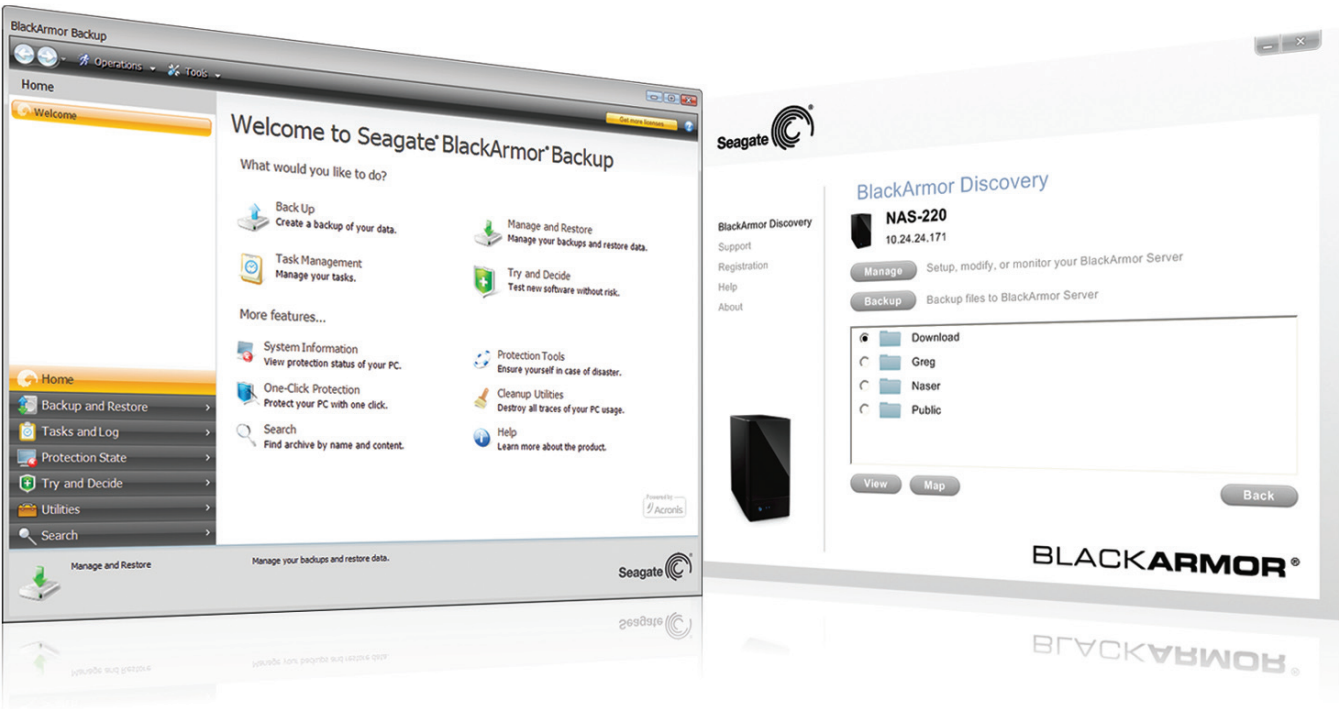 BlackArmor Backup
Operations
Tools
Home
Welcome
Get more licenses
Welcome to Seagate® BlackArmor® Backup
What would you like to do?
Back Up
Create a backup of your data.
Manage and Restore
Manage your backups and restore data.
Task Management
Manage your tasks.
Try and Decide
Test new software without risk.
More features...
System Information
View protection status of your PC.
Protection Tools
Ensure yourself in case of disaster.
One-Click Protection
Protect your PC with one click.
Cleanup Utilities
Destroy all traces of your PC usage.
Search
Find archive by name and content.
Help
Learn more about the product.
Home
Backup and Restore
Tasks and Log
Protection State
Try and Decide
Utilities
Search
Powered by
Acronis
Manage and Restore
Manage your backups and restore data.
Seagate®
Seagate®
BlackArmor Discovery
Support
Registration
Help
About
BlackArmor Discovery
NAS-220
10.24.24.171
Manage
Setup, modify, or monitor your BlackArmor Server
Backup
Backup files to BlackArmor Server
Download
Greg
Naser
Public
View
Map
Back
BLACKARMOR®